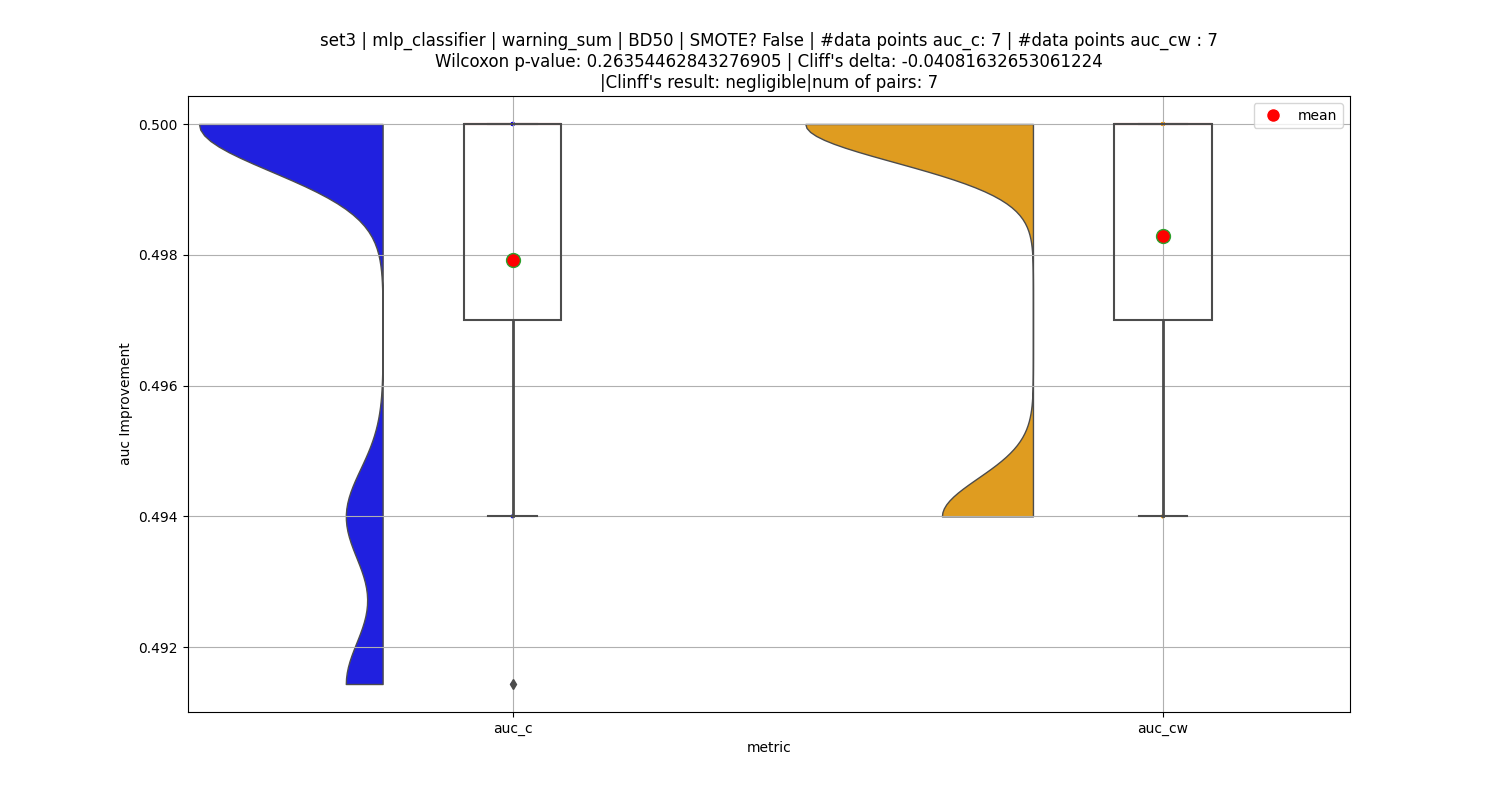 set3 | mlp_classifier | warning_sum | BD50 | SMOTE? False | #data points auc_c: 7 | #data points auc_cw : 7
Wilcoxon p-value: 0.26354462843276905 | Cliff's delta: -0.04081632653061224
|Clinff's result: negligible|num of pairs: 7
mean
0.500
0.498
0.496
0.494
0.492
auc Improvement
auc_c
auc_cw
metric